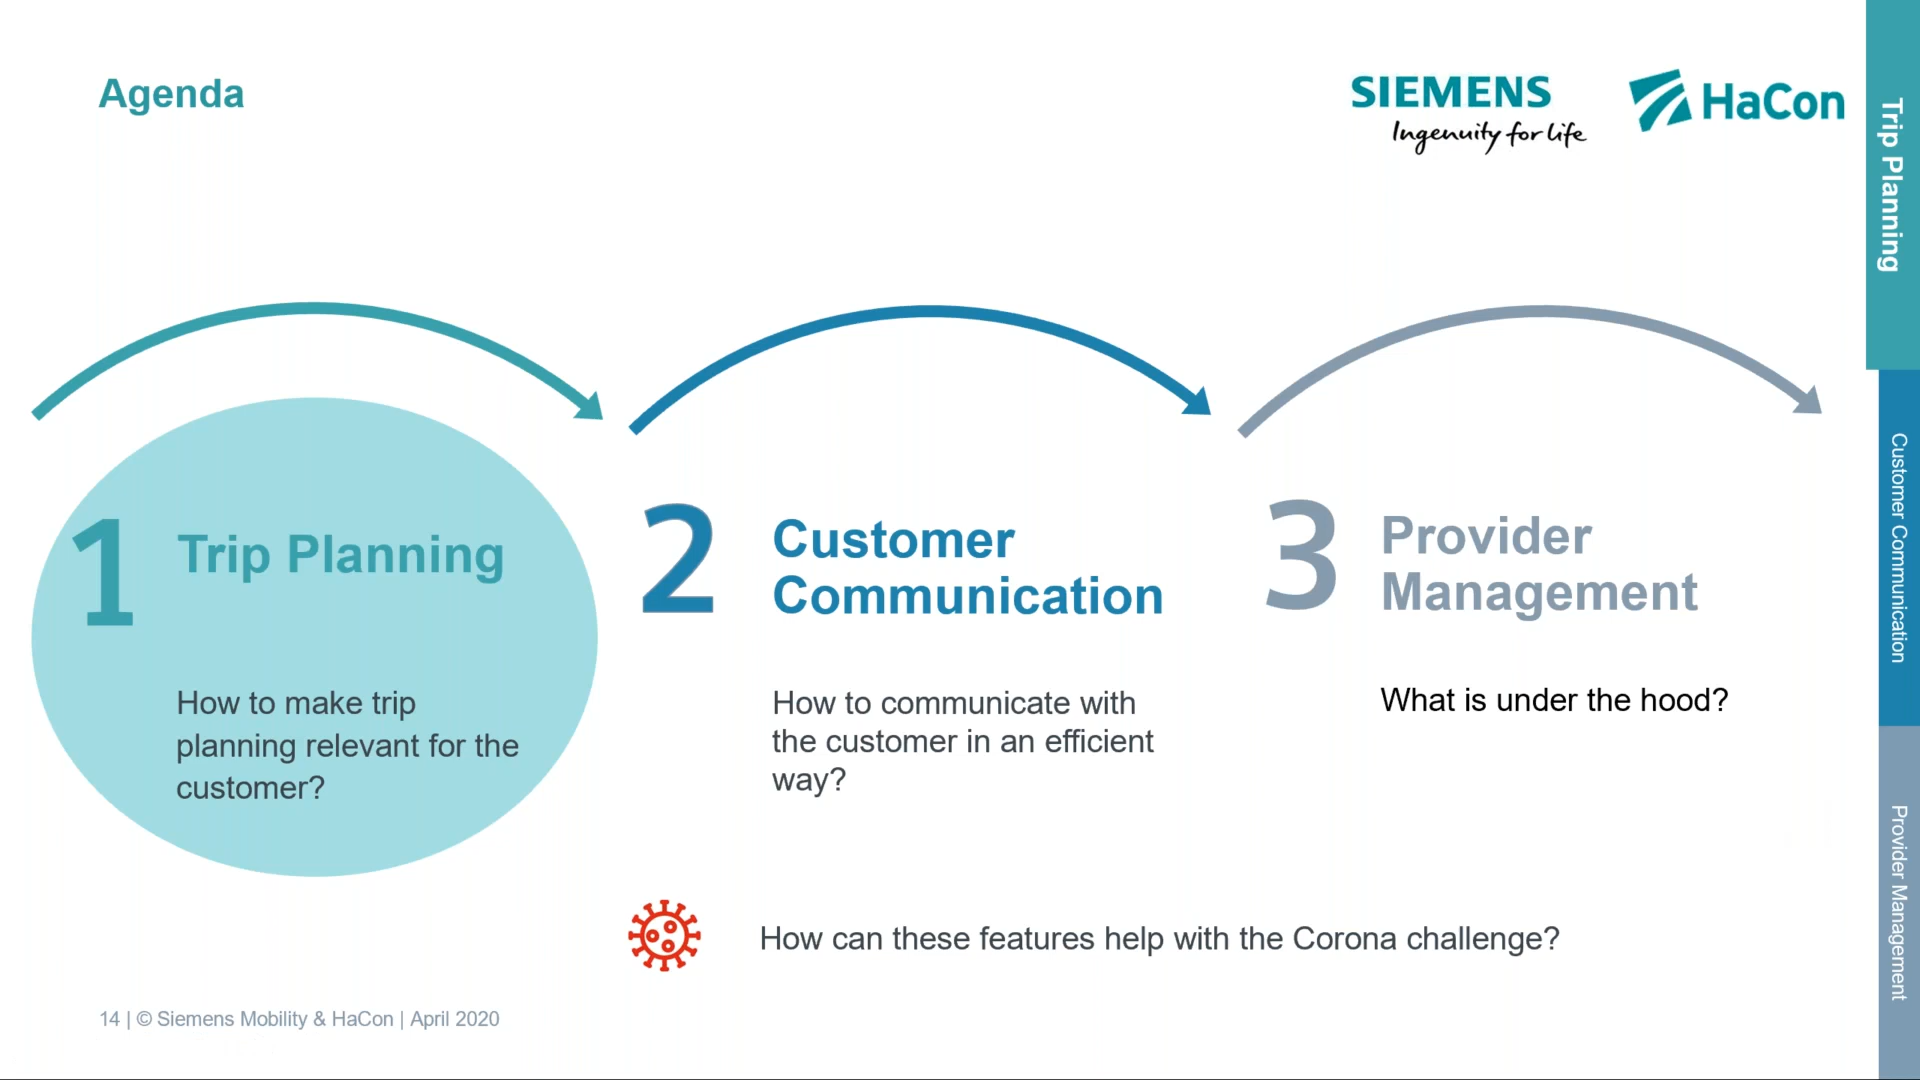 Agenda
SIEMENS
Ingenuity for life
HaCon
1
Trip Planning
How to make trip
planning relevant for the
customer?
2
Customer
Communication
How to communicate with
the customer in an efficient
way?
3
Provider
Management
What is under the hood?
How can these features help with the Corona challenge?
14 | © Siemens Mobility & HaCon | April 2020
Trip Planning
Customer Communication
Provider Management